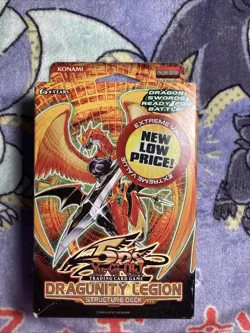 KONAMI
6+ YEARS
DRAGON
SWORDS
READY FOR
BATTLE!
EXTREME VALUE
NEW
LOW
PRICE!
EXTREME VALUE
5D's
TRADING CARD GAME
DRAGUNITY LEGION
STRUCTURE DECK